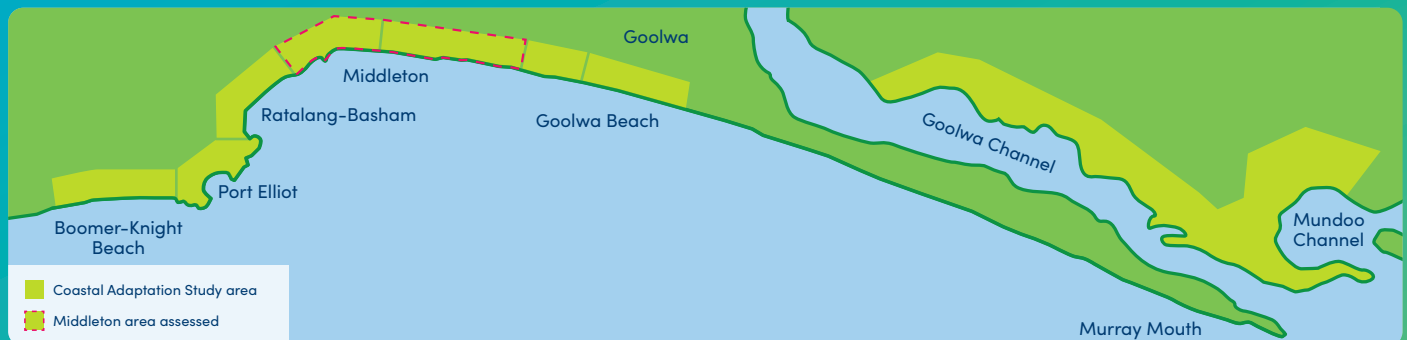 Goolwa
Middleton
Ratalang-Basham
Goolwa Beach
Goolwa Channel
Port Elliot
Boomer-Knight
Beach
Mundoo
Channel
Coastal Adaptation Study area
Middleton area assessed
Murray Mouth